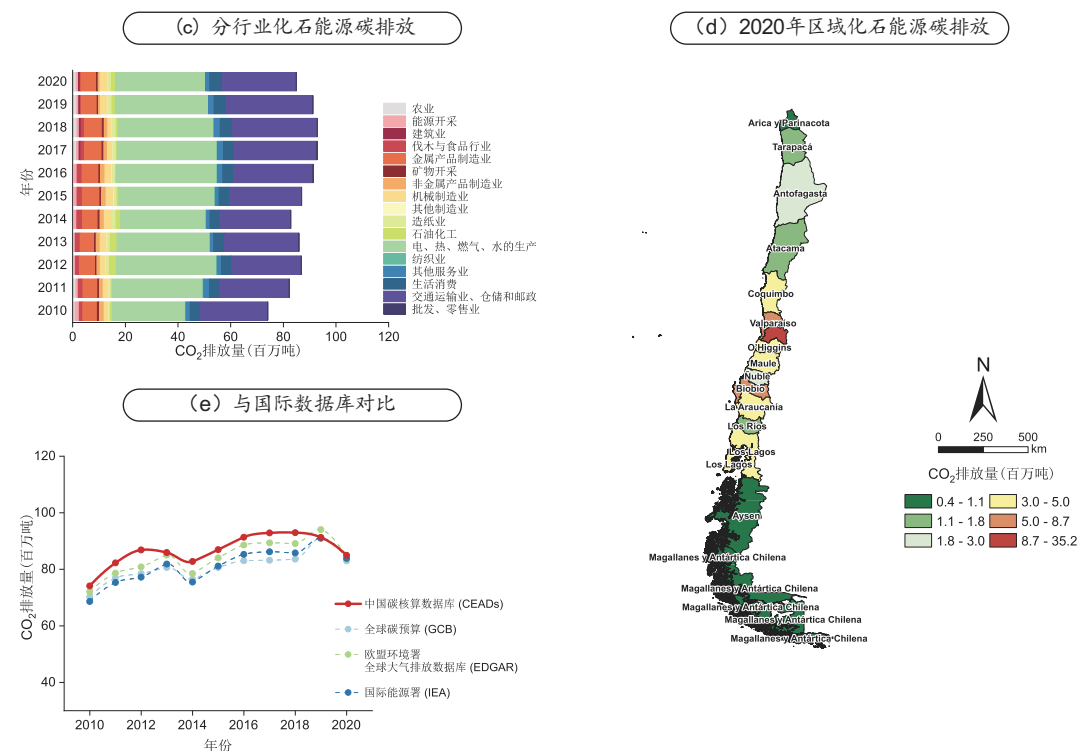 (c) 分行业化石能源碳排放
2020
2019
2018
2017
2016
2015
2014
2013
2012
2011
2010
年份
0
20
40
60
80
100
120
CO₂排放量(百万吨)
农业
能源开采
建筑业
伐木与食品行业
金属产品制造业
矿物开采
非金属产品制造业
机械制造业
其他制造业
造纸业
石油化工
电、热、燃气、水的生产
纺织业
其他服务业
生活消费
交通运输业、仓储和邮政
批发、零售业
(d) 2020年区域化石能源碳排放
Arica y Parinacota
Tarapacá
Antofagasta
Atacama
Coquimbo
Valparaíso
O'Higgins
Maule
Ñuble
Biobío
La Araucanía
Los Ríos
Los Lagos
Los Lagos
Aysén
Magallanes y Antártica Chilena
Magallanes y Antártica Chilena
Magallanes y Antártica Chilena
Magallanes y Antártica Chilena
Magallanes y Antártica Chilena
N
0 250 500
km
CO₂排放量(百万吨)
0.4 - 1.1
3.0 - 5.0
1.1 - 1.8
5.0 - 8.7
1.8 - 3.0
8.7 - 35.2
(e) 与国际数据库对比
120
100
80
60
40
CO₂排放量(百万吨)
2010
2012
2014
2016
2018
2020
年份
中国碳核算数据库 (CEADs)
全球碳预算 (GCB)
欧盟环境署
全球大气排放数据库 (EDGAR)
国际能源署 (IEA)